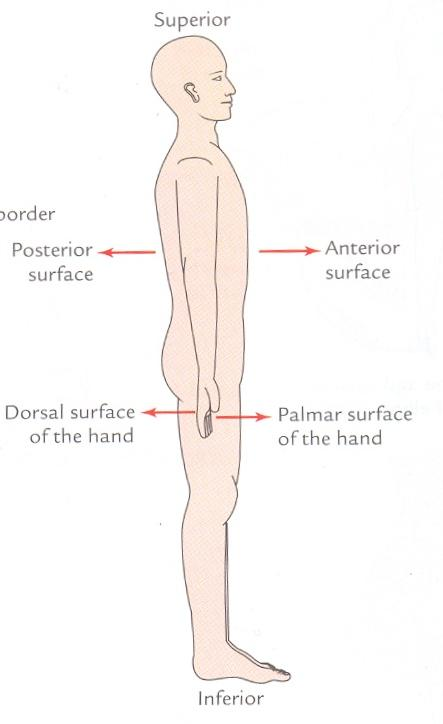 Superior
border
Posterior
surface
Anterior
surface
Dorsal surface
of the hand
Palmar surface
of the hand
Inferior